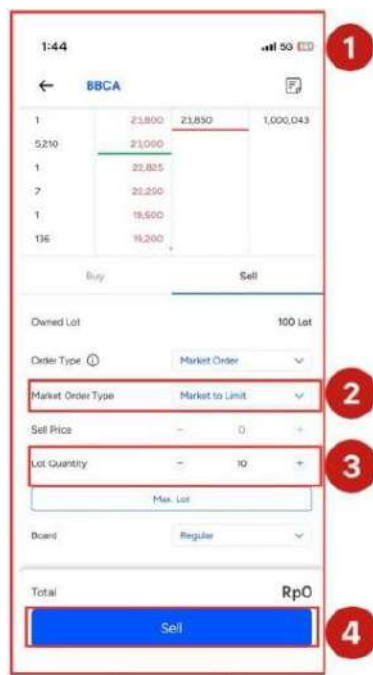 1:44 5G
1
← BBCA
1 23,800 23,850 1,000,043
5,210 23,000
1 22,825
7 20,250
1 19,600
136 19,200
Buy Sell
Owned Lot 100 Lot
Order Type Market Order
Market Order Type Market to Limit
2
Sell Price - 0 +
Lot Quantity - 10 +
3
Max. Lot
Board Regular
Total Rp0
Sell
4